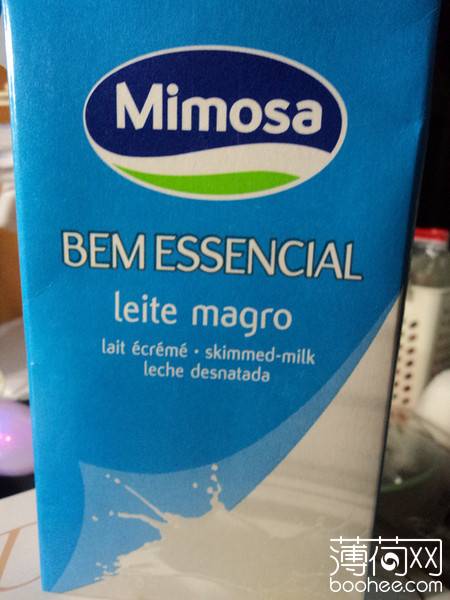 Mimosa
BEM ESSENCIAL
leite magro
lait écrémé • skimmed-milk
leche desnatada
薄荷网
boohee.com